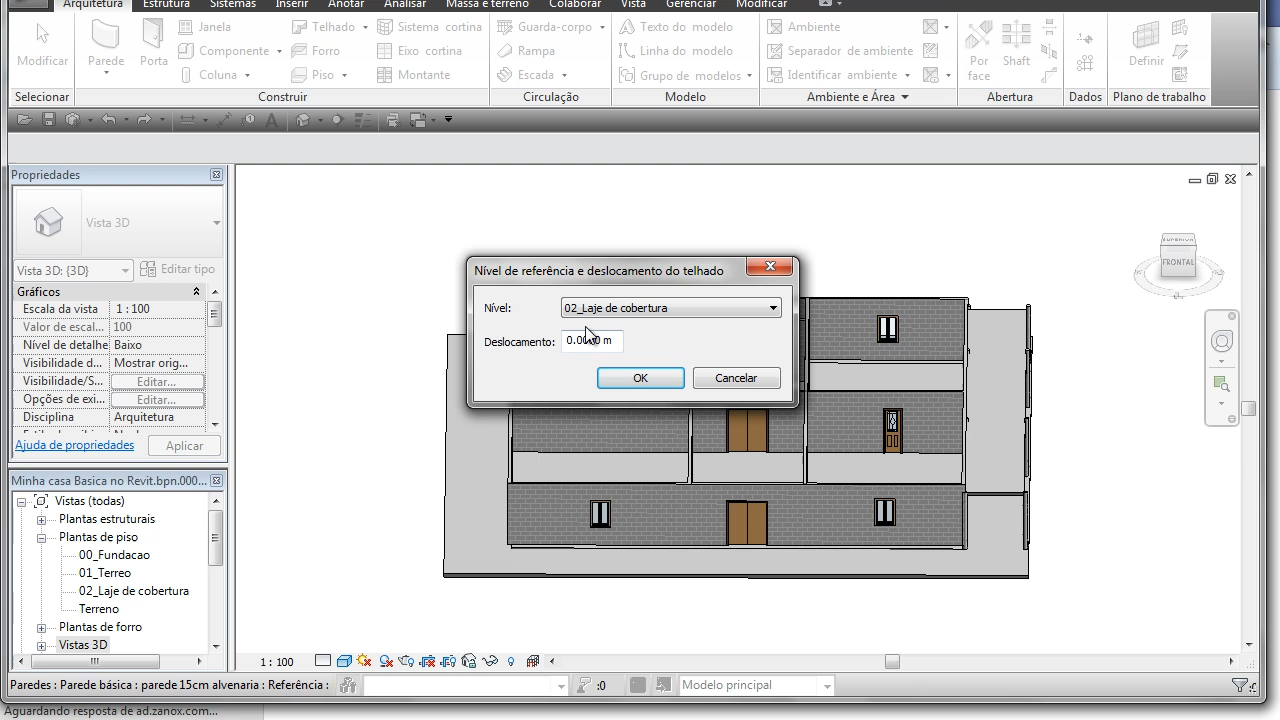 Arquitetura Estrutura Sistemas Inserir Anotar Analisar Massa e terreno Colaborar Vista Gerenciar Modificar
Janela Telhado Sistema cortina Guarda-corpo Texto do modelo Ambiente
Modificar Parede Porta Componente Forro Eixo cortina Rampa Linha do modelo Separador de ambiente Por face Shaft Definir
Coluna Piso Montante Escada Grupo de modelos Identificar ambiente
Selecionar Construir Circulação Modelo Ambiente e Área Abertura Dados Plano de trabalho
Propriedades
Vista 3D
Vista 3D: {3D} Editar tipo
Gráficos
Escala da vista 1 : 100
Valor de escal... 100
Nível de detalhe Baixo
Visibilidade d... Mostrar orig...
Visibilidade/S... Editar...
Opções de exi... Editar...
Disciplina Arquitetura
Ajuda de propriedades Aplicar
Minha casa Basica no Revit.bpn.000...
Vistas (todas)
Plantas estruturais
Plantas de piso
00_Fundacao
01_Terreo
02_Laje de cobertura
Terreno
Plantas de forro
Vistas 3D
SUPERIOR
FRONTAL
Nível de referência e deslocamento do telhado
Nível: 02_Laje de cobertura
Deslocamento: 0.0000 m
OK Cancelar
1 : 100
Paredes : Parede básica : parede 15cm alvenaria : Referência : :0 Modelo principal
Aguardando resposta de ad.zanox.com...